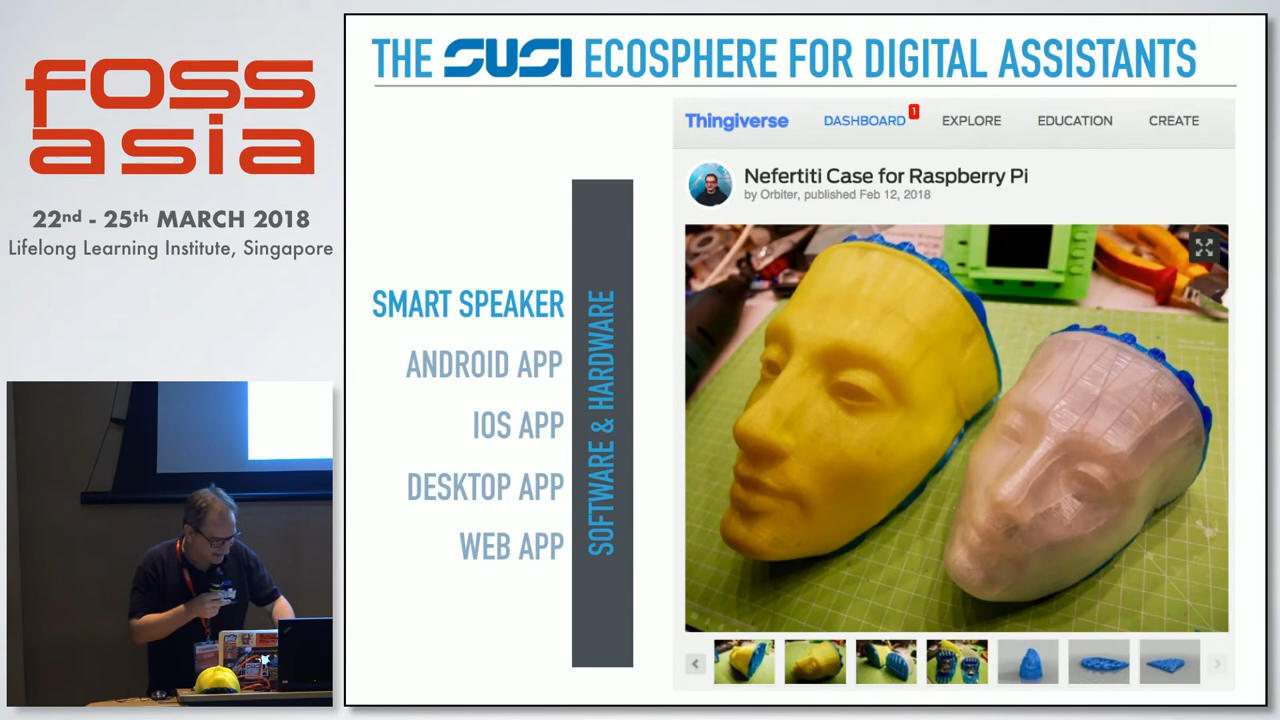 foss
asia
22nd - 25th MARCH 2018
Lifelong Learning Institute, Singapore
THE SUSI ECOSPHERE FOR DIGITAL ASSISTANTS
SMART SPEAKER
ANDROID APP
IOS APP
DESKTOP APP
WEB APP
SOFTWARE & HARDWARE
Thingiverse DASHBOARD 1 EXPLORE EDUCATION CREATE
Nefertiti Case for Raspberry Pi
by Orbiter, published Feb 12, 2018